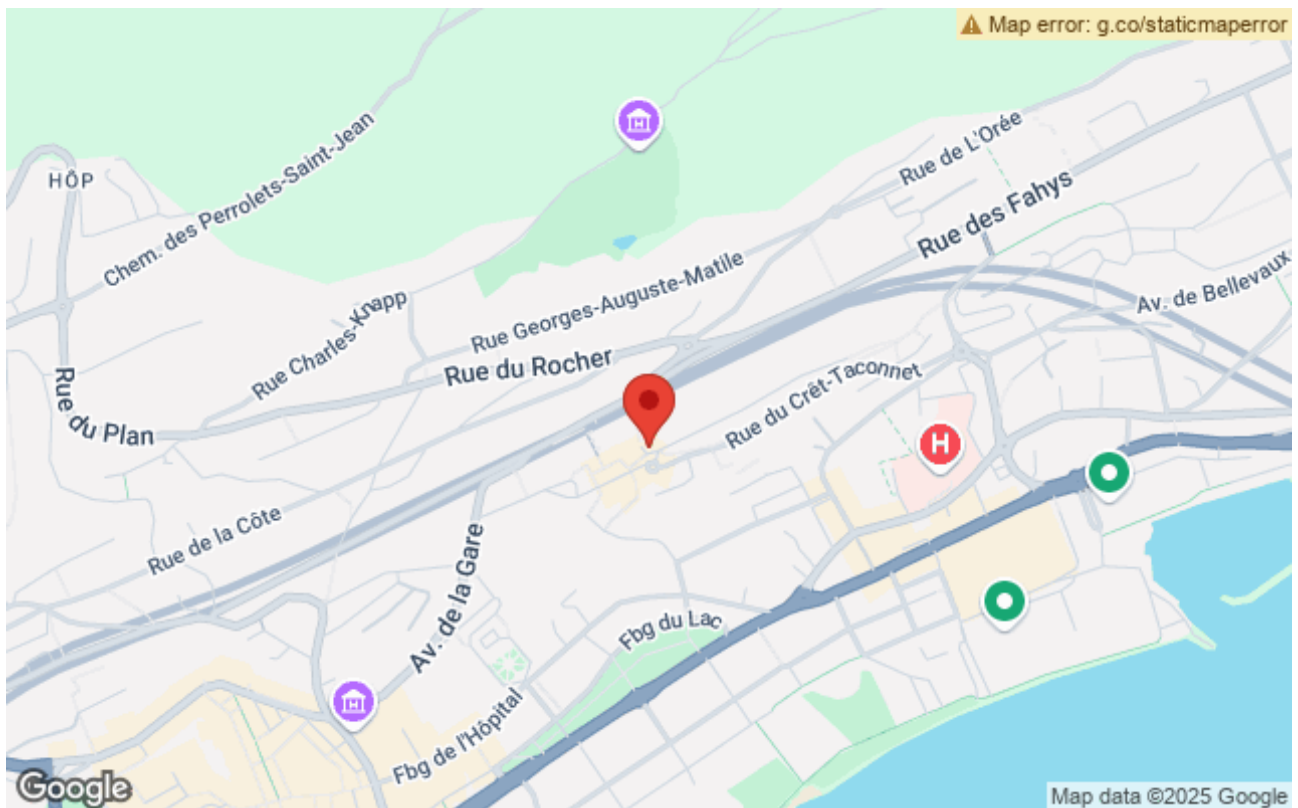 Map error: g.co/staticmaperror
Rue de L'Orée
Chem. des Perrolets-Saint-Jean
HÔP
Rue des Fahys
Av. de Bellevaux
Rue Georges-Auguste-Matile
Rue Charles-Knapp
Rue du Rocher
Rue du Plan
Rue du Crêt-Taconnet
H
Rue de la Côte
Av. de la Gare
Fbg du Lac
Fbg de l'Hôpital
Google
Map data ©2025 Google